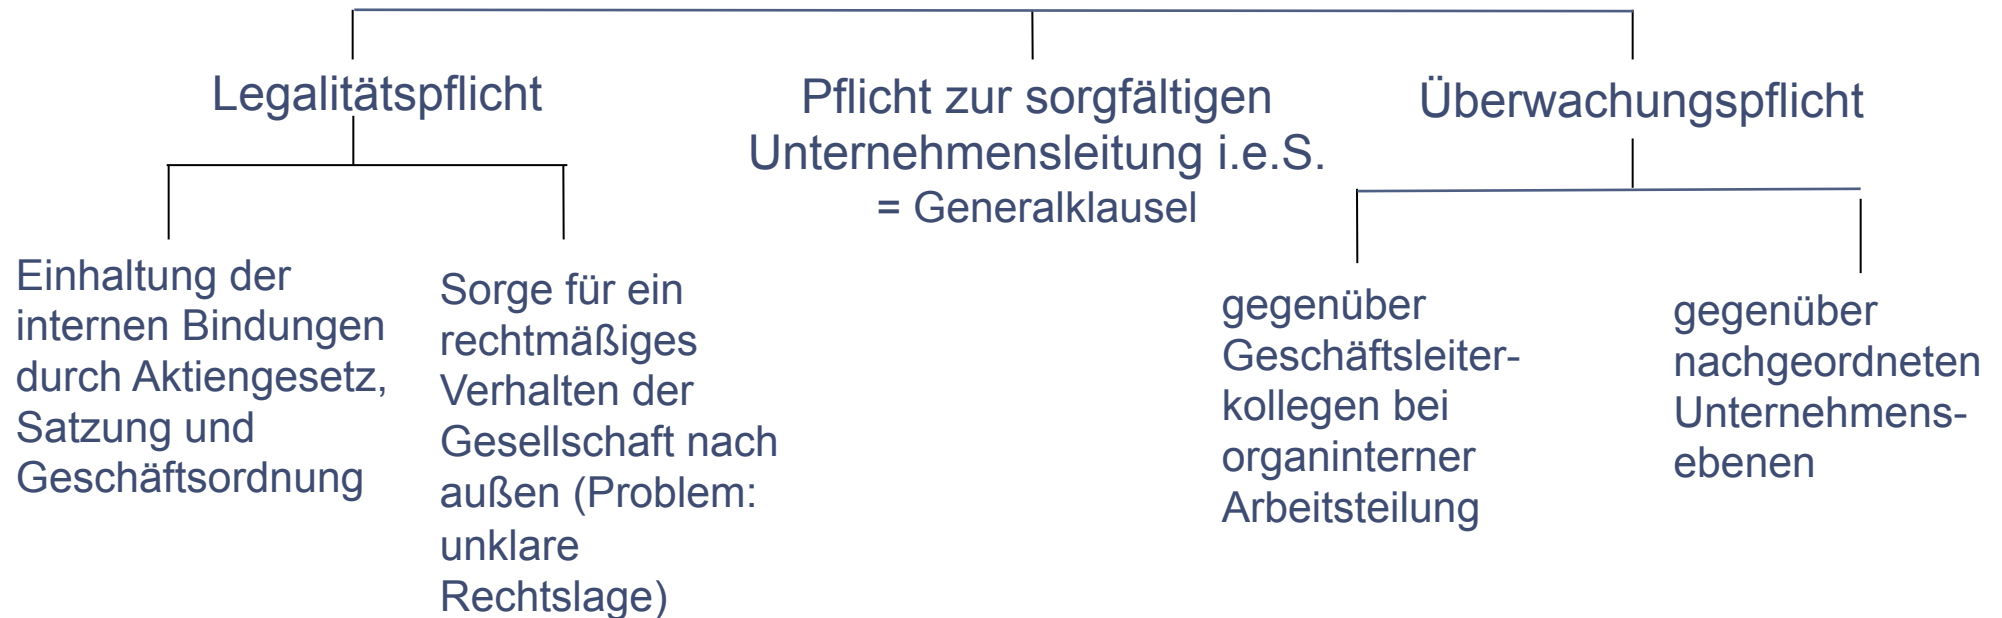 Legalitätspflicht
Einhaltung der
internen Bindungen
durch Aktiengesetz,
Satzung und
Geschäftsordnung
Sorge für ein
rechtmäßiges
Verhalten der
Gesellschaft nach
außen (Problem:
unklare
Rechtslage)
Pflicht zur sorgfältigen
Unternehmensleitung i.e.S.
= Generalklausel
Überwachungspflicht
gegenüber
Geschäftsleiter-
kollegen bei
organinterner
Arbeitsteilung
gegenüber
nachgeordneten
Unternehmens-
ebenen